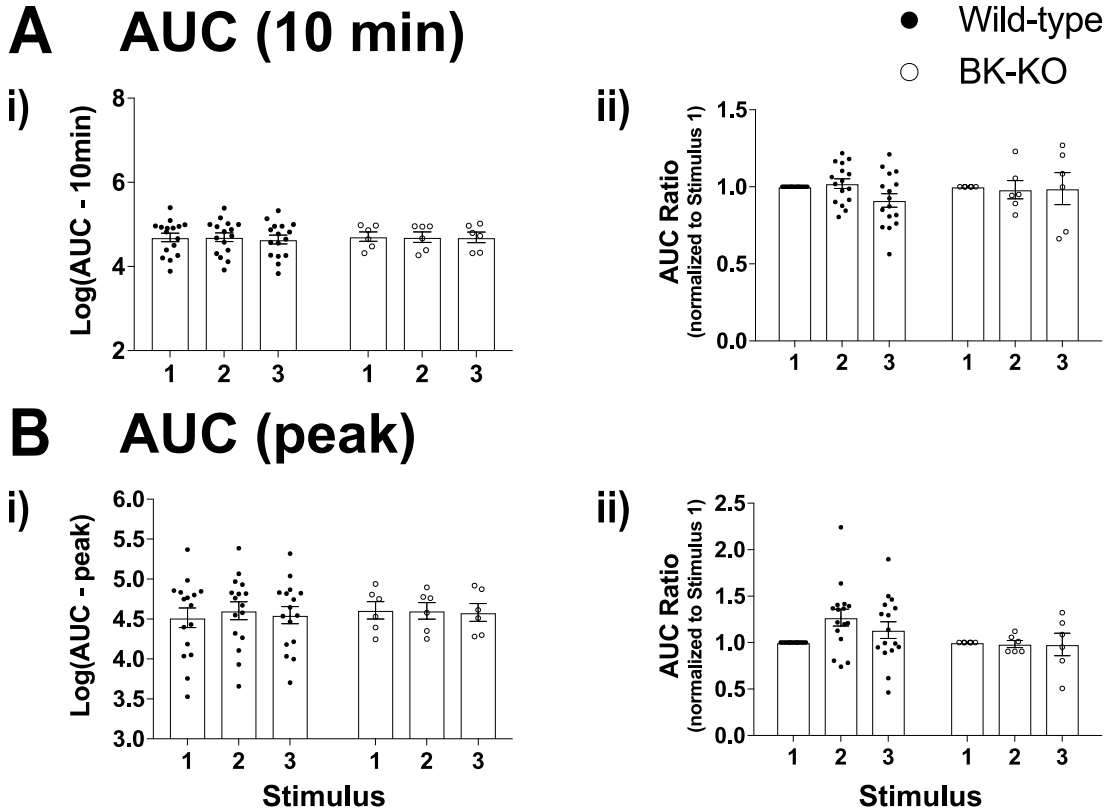 A AUC (10 min)
Wild-type
BK-KO
i)
Log(AUC - 10min)
8
6
4
2
1 2 3 1 2 3
ii)
AUC Ratio
(normalized to Stimulus 1)
1.5
1.0
0.5
0.0
1 2 3 1 2 3
B AUC (peak)
i)
Log(AUC - peak)
6.0
5.5
5.0
4.5
4.0
3.5
3.0
1 2 3 1 2 3
Stimulus
ii)
AUC Ratio
(normalized to Stimulus 1)
2.5
2.0
1.5
1.0
0.5
0.0
1 2 3 1 2 3
Stimulus